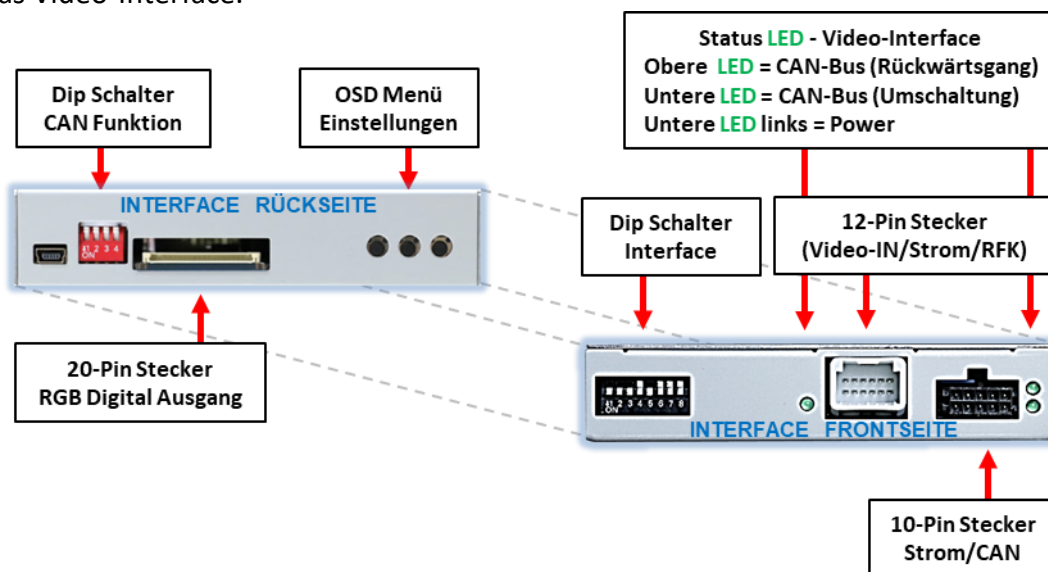 as Video-Interface.
Status LED - Video-Interface
Obere LED = CAN-Bus (Rückwärtsgang)
Untere LED = CAN-Bus (Umschaltung)
Untere LED links = Power
Dip Schalter
CAN Funktion
OSD Menü
Einstellungen
INTERFACE RÜCKSEITE
1 2 3 4
ON
Dip Schalter
Interface
12-Pin Stecker
(Video-IN/Strom/RFK)
20-Pin Stecker
RGB Digital Ausgang
1 2 3 4 5 6 7 8
ON
INTERFACE FRONTSEITE
10-Pin Stecker
Strom/CAN